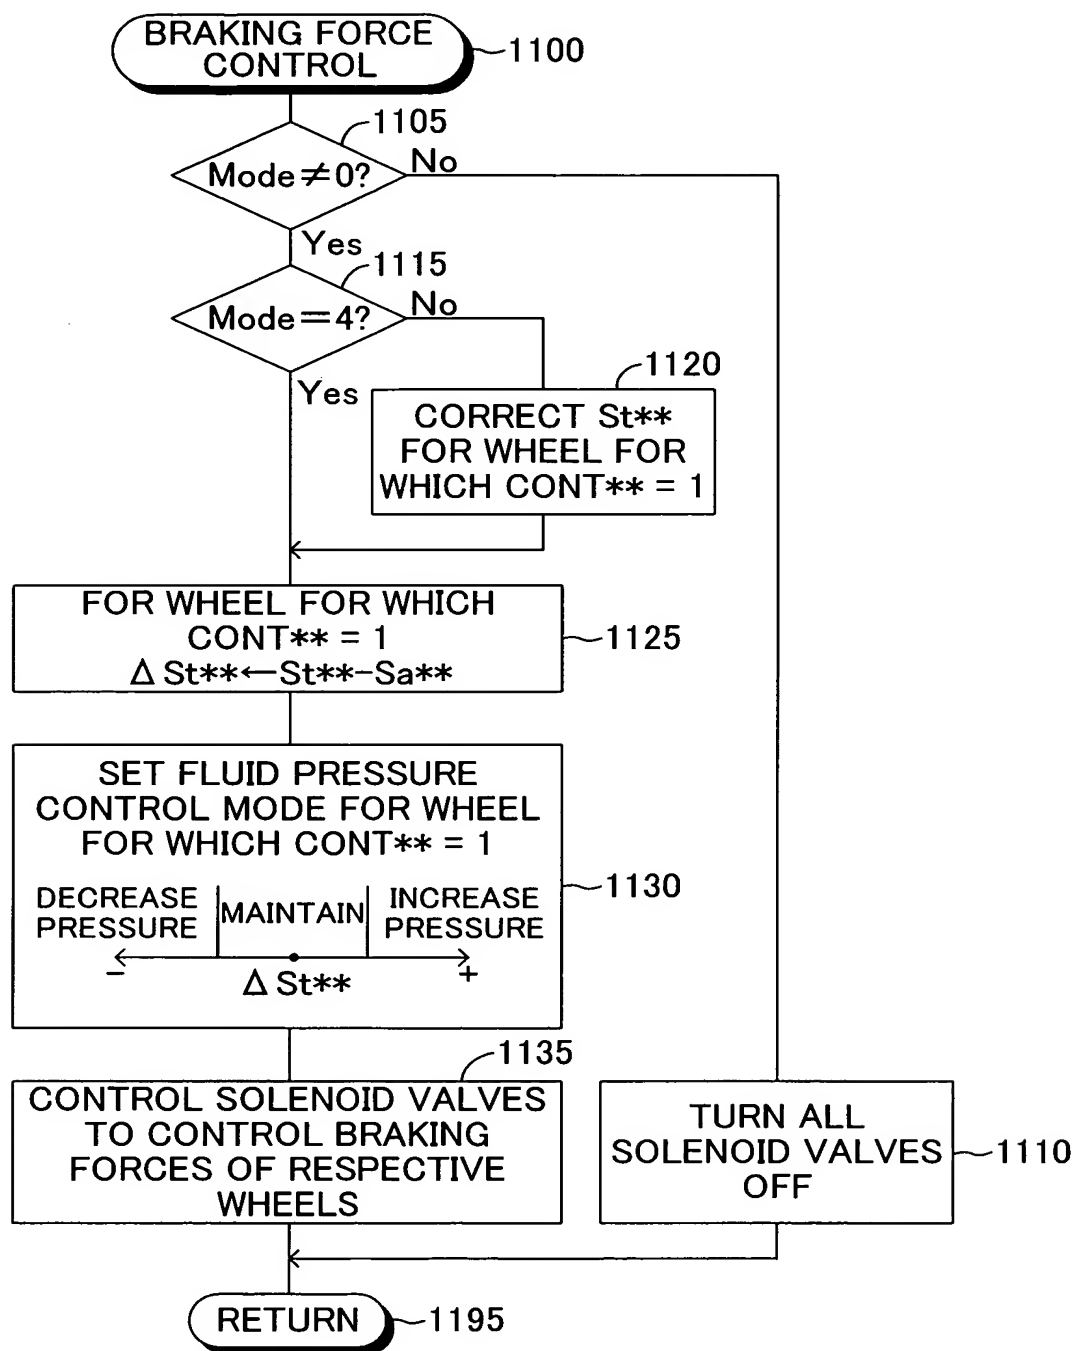 BRAKING FORCE
CONTROL
1100
1105
Mode≠0?
No
Yes
1115
Mode=4?
No
Yes
1120
CORRECT St**
FOR WHEEL FOR
WHICH CONT** = 1
FOR WHEEL FOR WHICH
CONT** = 1
Δ St**←St**-Sa**
1125
SET FLUID PRESSURE
CONTROL MODE FOR WHEEL
FOR WHICH CONT** = 1
DECREASE
PRESSURE
MAINTAIN
INCREASE
PRESSURE
-
+
Δ St**
1130
1135
CONTROL SOLENOID VALVES
TO CONTROL BRAKING
FORCES OF RESPECTIVE
WHEELS
TURN ALL
SOLENOID VALVES
OFF
1110
RETURN
1195